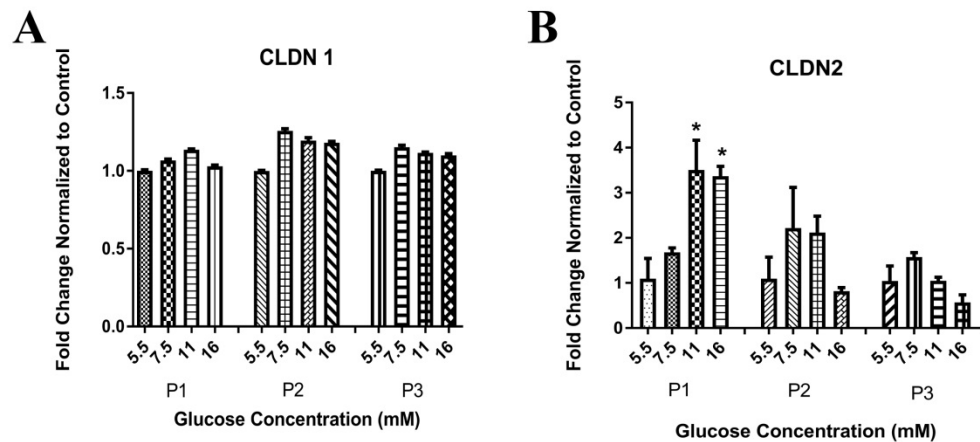 A
CLDN 1
Fold Change Normalized to Control
1.5
1.0
0.5
0.0
5.5 7.5 11 16 5.5 7.5 11 16 5.5 7.5 11 16
P1 P2 P3
Glucose Concentration (mM)
B
CLDN2
Fold Change Normalized to Control
5
4
3
2
1
0
* *
5.5 7.5 11 16 5.5 7.5 11 16 5.5 7.5 11 16
P1 P2 P3
Glucose Concentration (mM)